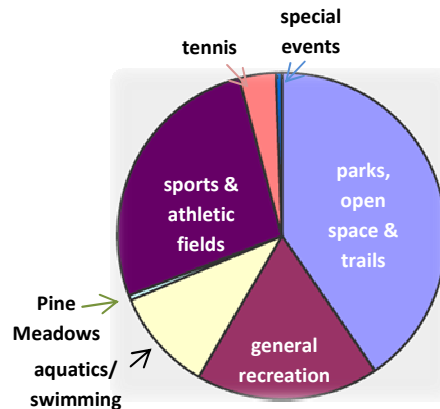 special
events
tennis
parks,
open
space &
trails
sports &
athletic
fields
Pine
Meadows
aquatics/
swimming
general
recreation